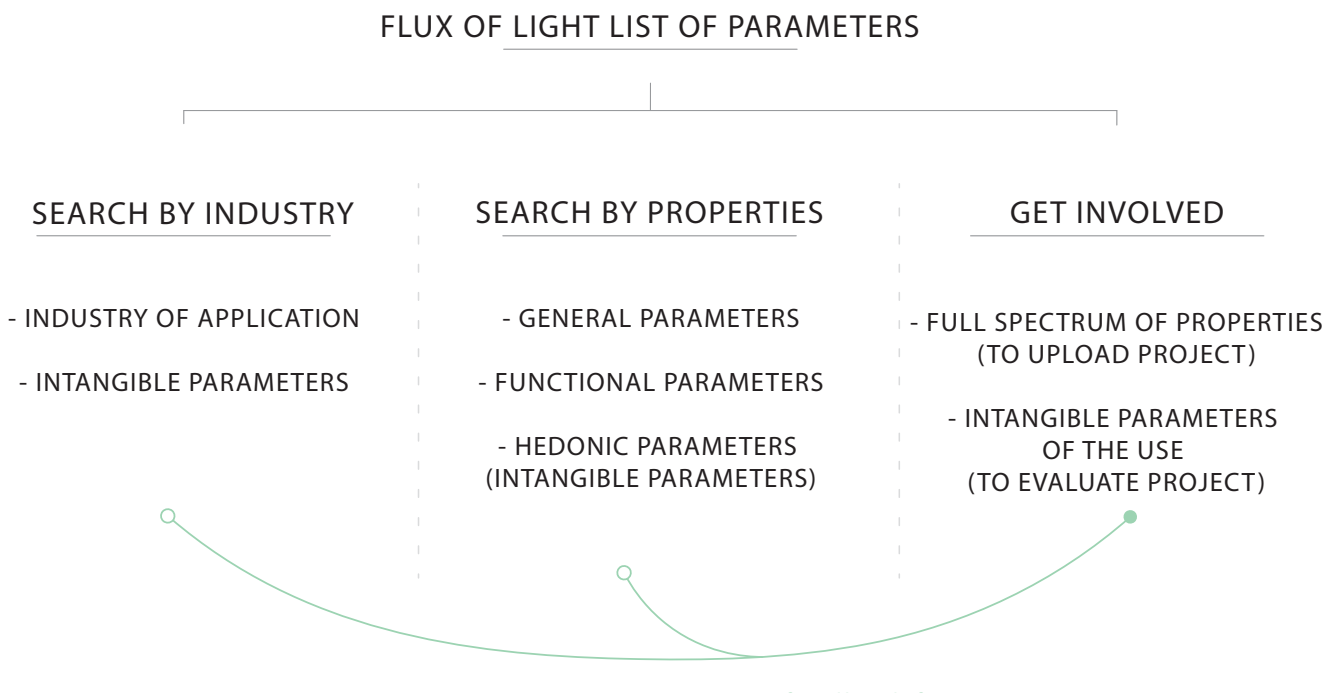 FLUX OF LIGHT LIST OF PARAMETERS
SEARCH BY INDUSTRY
- INDUSTRY OF APPLICATION
- INTANGIBLE PARAMETERS
SEARCH BY PROPERTIES
- GENERAL PARAMETERS
- FUNCTIONAL PARAMETERS
- HEDONIC PARAMETERS
(INTANGIBLE PARAMETERS)
GET INVOLVED
- FULL SPECTRUM OF PROPERTIES
(TO UPLOAD PROJECT)
- INTANGIBLE PARAMETERS
OF THE USE
(TO EVALUATE PROJECT)